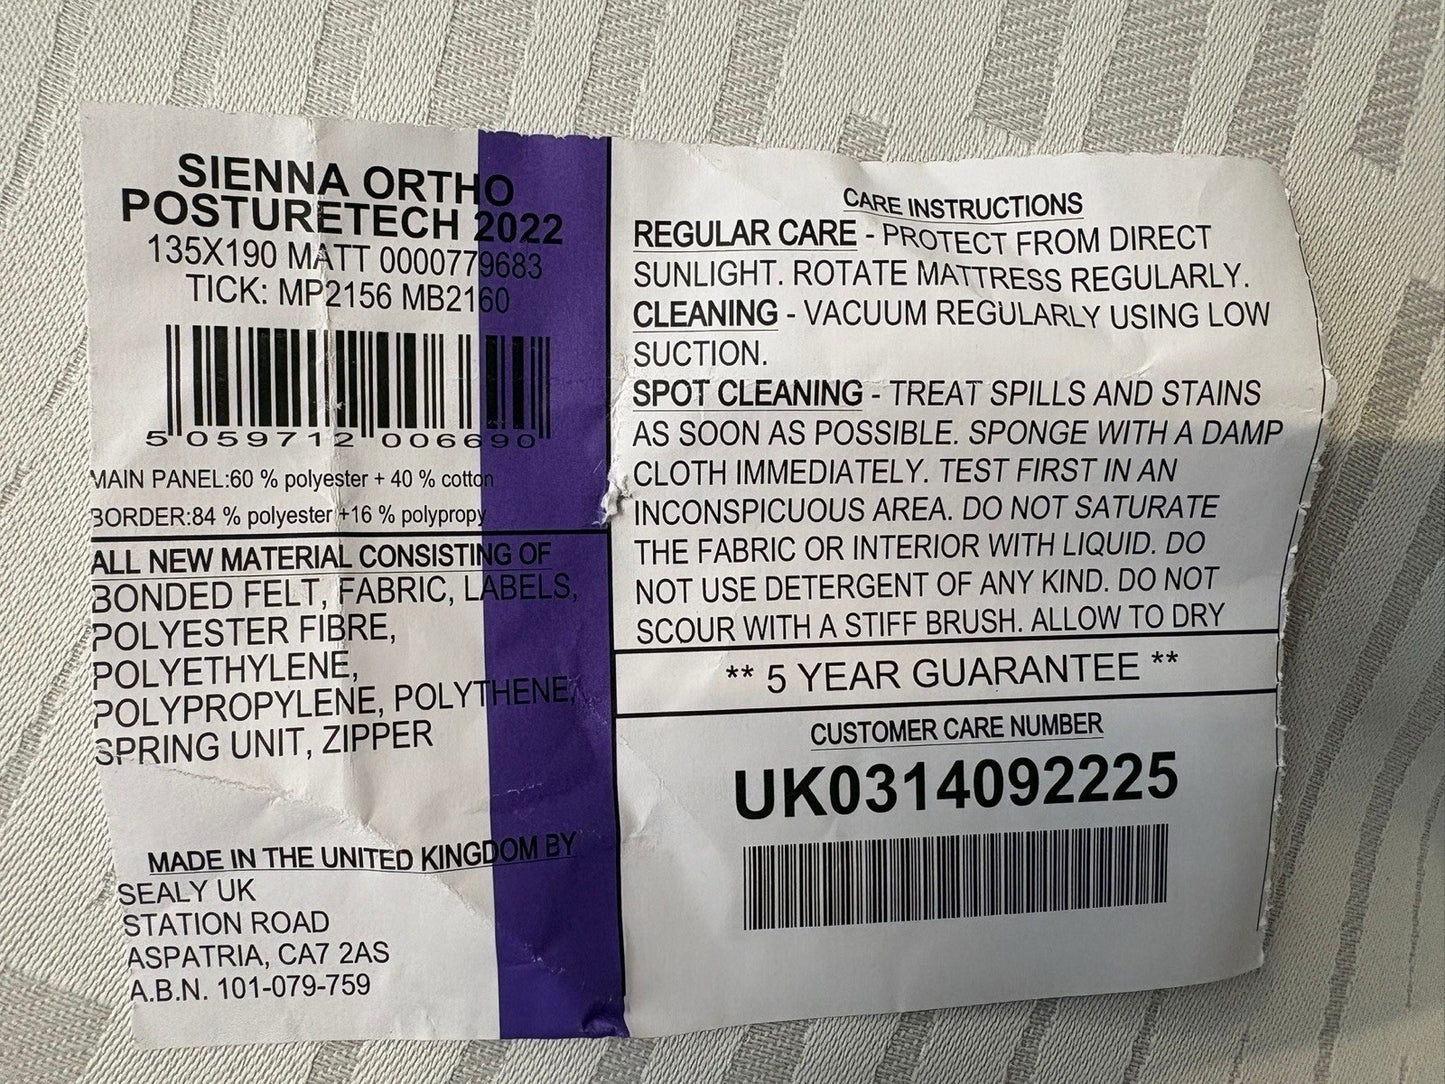 SIENNA ORTHO
POSTURETECH 2022
135X190 MATT 0000779683
TICK: MP2156 MB2160
5 059712 006690
MAIN PANEL:60 % polyester + 40 % cotton
BORDER:84 % polyester +16 % polypropy
ALL NEW MATERIAL CONSISTING OF
BONDED FELT, FABRIC, LABELS,
POLYESTER FIBRE,
POLYETHYLENE,
POLYPROPYLENE, POLYTHENE,
SPRING UNIT, ZIPPER
MADE IN THE UNITED KINGDOM BY
SEALY UK
STATION ROAD
ASPATRIA, CA7 2AS
A.B.N. 101-079-759
CARE INSTRUCTIONS
REGULAR CARE - PROTECT FROM DIRECT
SUNLIGHT. ROTATE MATTRESS REGULARLY.
CLEANING - VACUUM REGULARLY USING LOW
SUCTION.
SPOT CLEANING - TREAT SPILLS AND STAINS
AS SOON AS POSSIBLE. SPONGE WITH A DAMP
CLOTH IMMEDIATELY. TEST FIRST IN AN
INCONSPICUOUS AREA. DO NOT SATURATE
THE FABRIC OR INTERIOR WITH LIQUID. DO
NOT USE DETERGENT OF ANY KIND. DO NOT
SCOUR WITH A STIFF BRUSH. ALLOW TO DRY
** 5 YEAR GUARANTEE **
CUSTOMER CARE NUMBER
UK0314092225